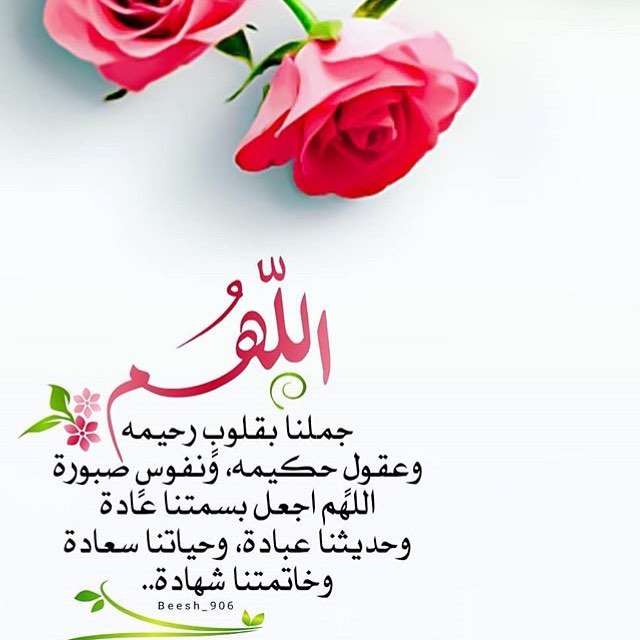 اللهم
جملنا بقلوبٍ رحيمه
وعقول حكيمه، ونفوسٍ صبورة
اللهم اجعل بسمتنا عادة
وحديثنا عبادة، وحياتنا سعادة
وخاتمتنا شهادة..
Beesh_906